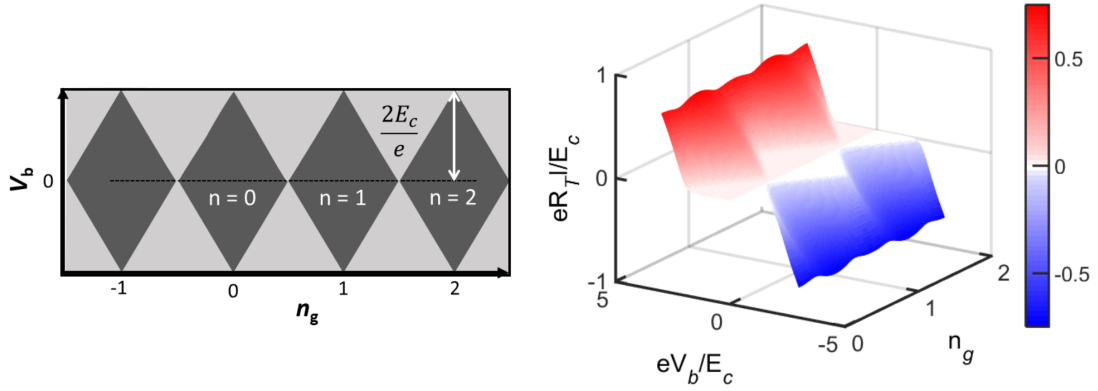 V_b
0
2E_c
e
n = 0
n = 1
n = 2
-1
0
1
2
n_g
1
0
-1
eR_T I/E_c
5
0
-5
eV_b/E_c
0
1
2
n_g
0.5
0
-0.5